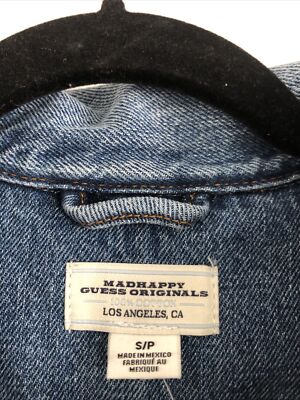 MADHAPPY
GUESS ORIGINALS
100% COTTON
LOS ANGELES, CA
S/P
MADE IN MEXICO
FABRIQUÉ AU
MEXIQUE